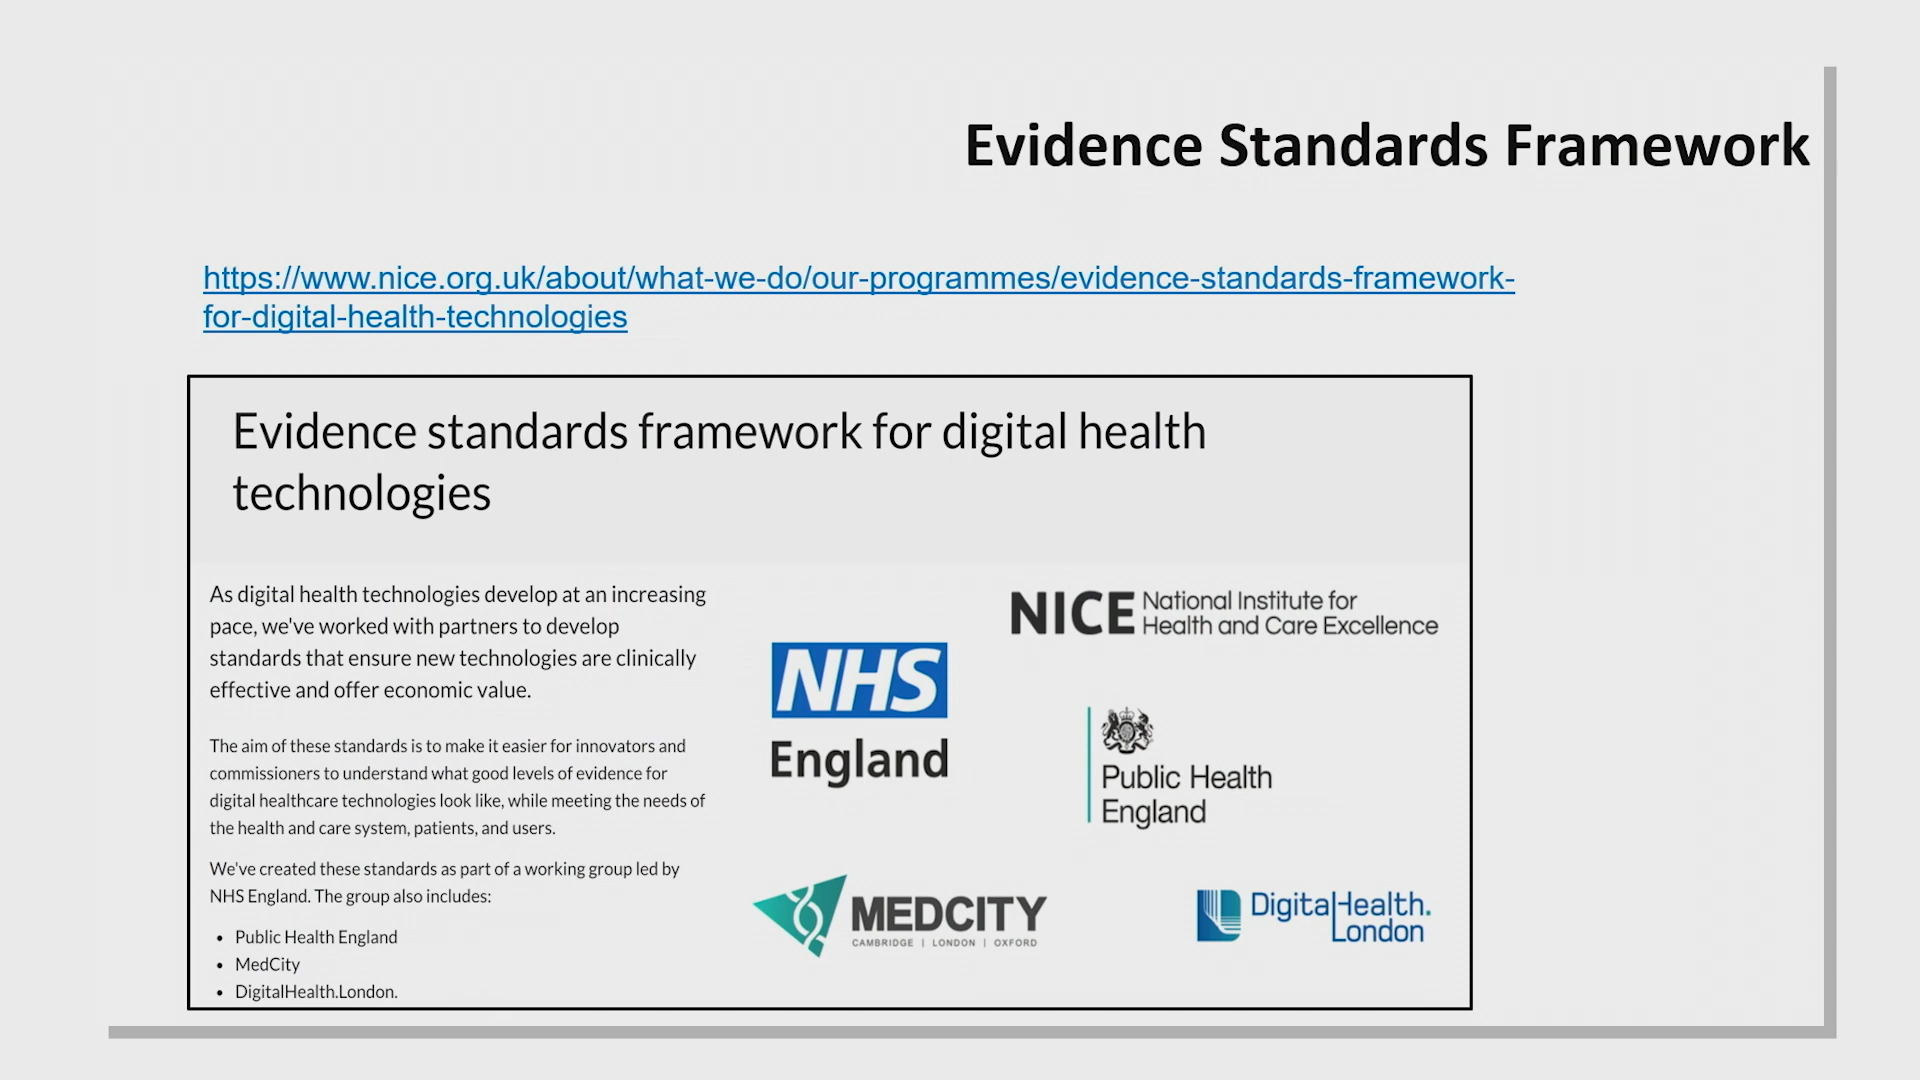 Evidence Standards Framework
https://www.nice.org.uk/about/what-we-do/our-programmes/evidence-standards-framework-
for-digital-health-technologies
Evidence standards framework for digital health
technologies
As digital health technologies develop at an increasing
pace, we've worked with partners to develop
standards that ensure new technologies are clinically
effective and offer economic value.
The aim of these standards is to make it easier for innovators and
commissioners to understand what good levels of evidence for
digital healthcare technologies look like, while meeting the needs of
the health and care system, patients, and users.
We've created these standards as part of a working group led by
NHS England. The group also includes:
• Public Health England
• MedCity
• DigitalHealth.London.
NICE National Institute for
Health and Care Excellence
NHS
England
Public Health
England
MEDCITY
CAMBRIDGE | LONDON | OXFORD
DigitalHealth.
London